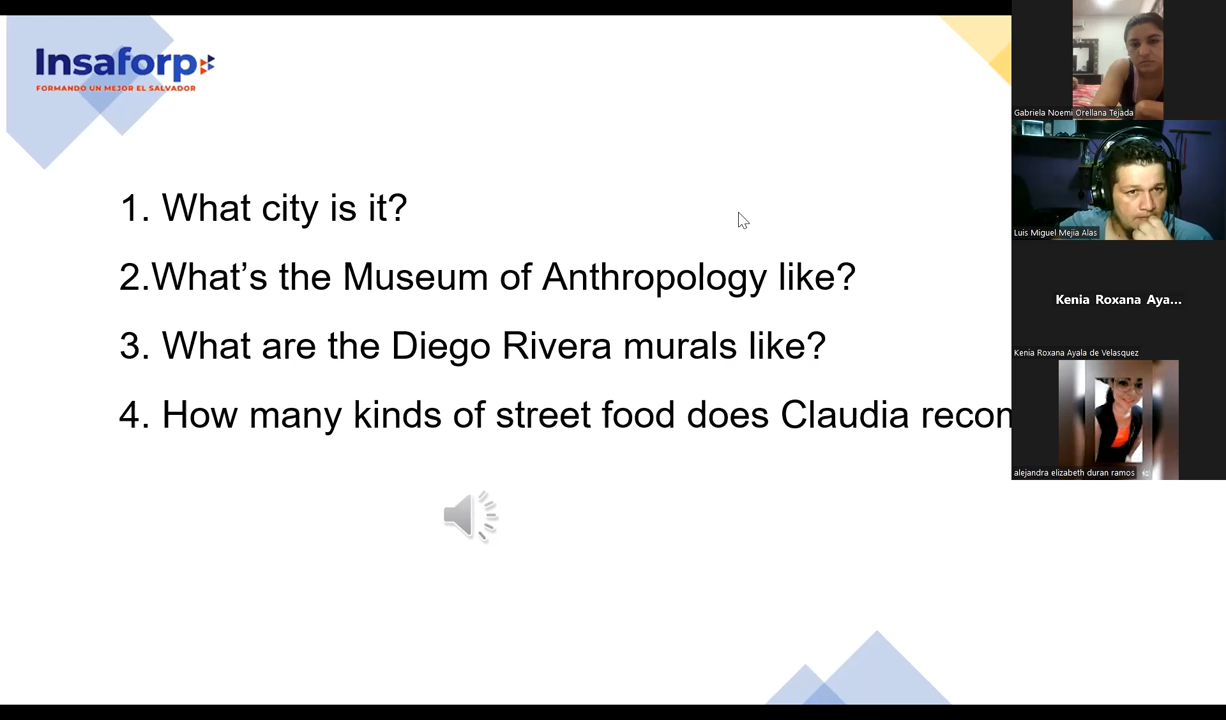 Insaforp
FORMANDO UN MEJOR EL SALVADOR
1. What city is it?
2.What’s the Museum of Anthropology like?
3. What are the Diego Rivera murals like?
4. How many kinds of street food does Claudia recom
Gabriela Noemi Orellana Tejada
Luis Miguel Mejía Alas
Kenia Roxana Aya...
Kenia Roxana Ayala de Velasquez
alejandra elizabeth duran ramos